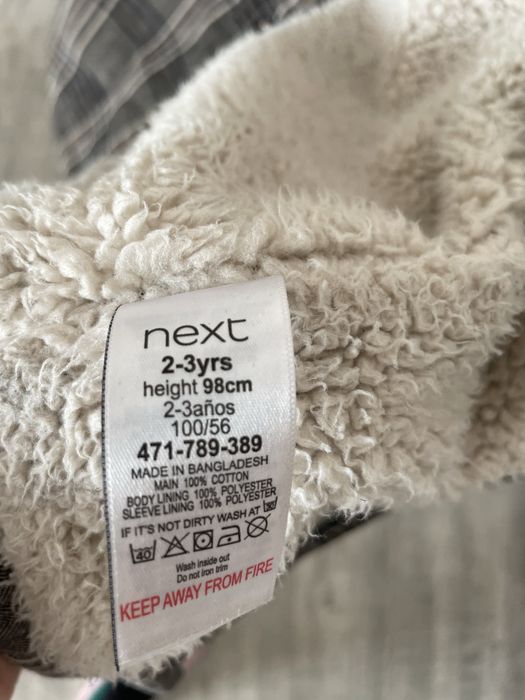 next
2-3yrs
height 98cm
2-3años
100/56
471-789-389
MADE IN BANGLADESH
MAIN 100% COTTON
BODY LINING 100% POLYESTER
SLEEVE LINING 100% POLYESTER
IF IT'S NOT DIRTY WASH AT 30
40
Wash inside out
Do not iron trim
KEEP AWAY FROM FIRE